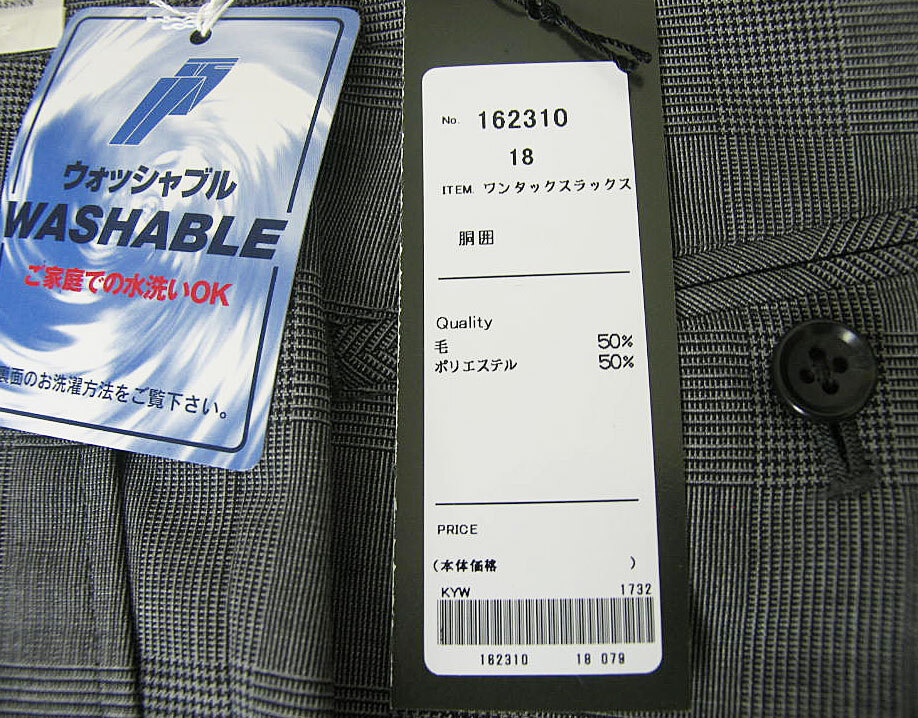 ウォッシャブル
WASHABLE
ご家庭での水洗いOK
裏面のお洗濯方法をご覧下さい。
No. 162310
18
ITEM. ワンタックスラックス
胴囲
Quality
毛 50%
ポリエステル 50%
PRICE
(本体価格 )
KYW 1732
162310 18 079